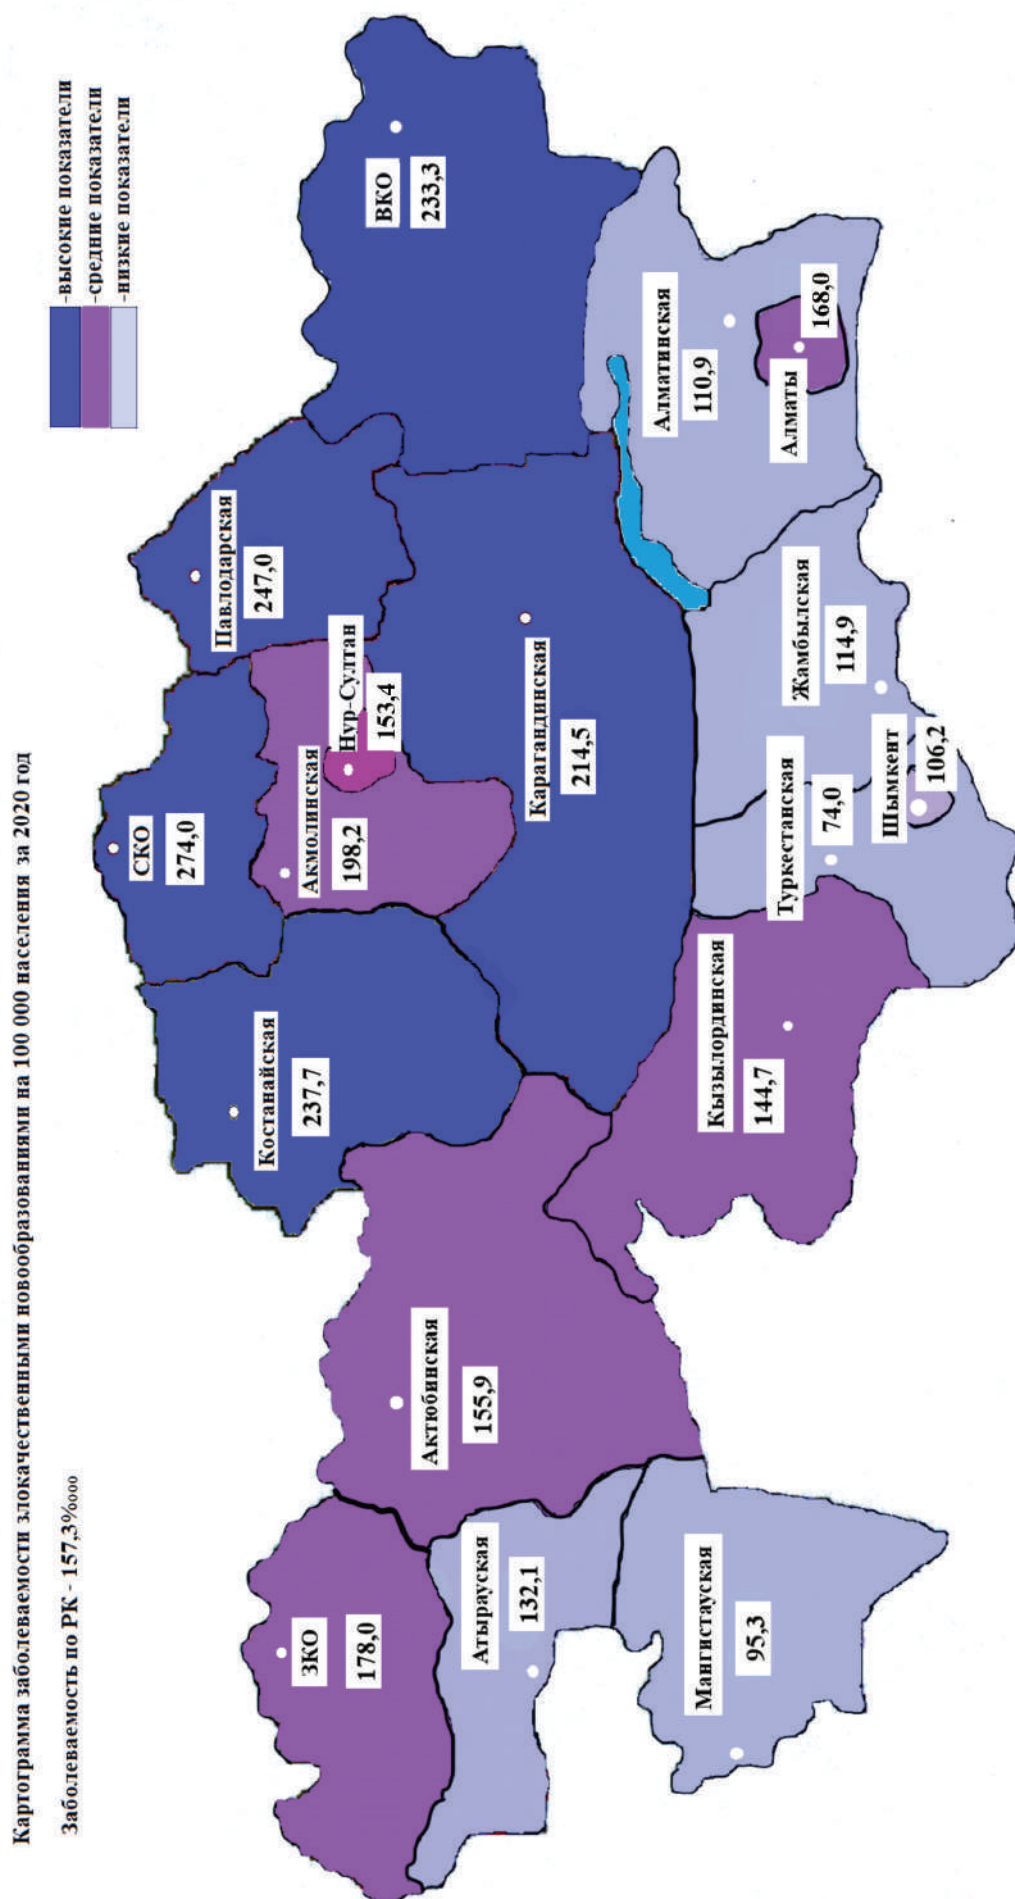 Картограма заболеваемости злокачественными новообразованиями на 100 000 населения за 2020 год
Заболеваемость по РК - 157,3%₀₀₀₀
-высокие показатели
-средние показатели
-низкие показатели
СКО
274,0
Павлодарская
247,0
Костанайская
237,7
Акмолинская
198,2
Нур-Султан
153,4
ВКО
233,3
ЗКО
178,0
Актюбинская
155,9
Карагандинская
214,5
Атырауская
132,1
Алматинская
110,9
Кызылординская
144,7
Мангистауская
95,3
Туркестанская
74,0
Жамбылская
114,9
Алматы
168,0
Шымкент
106,2